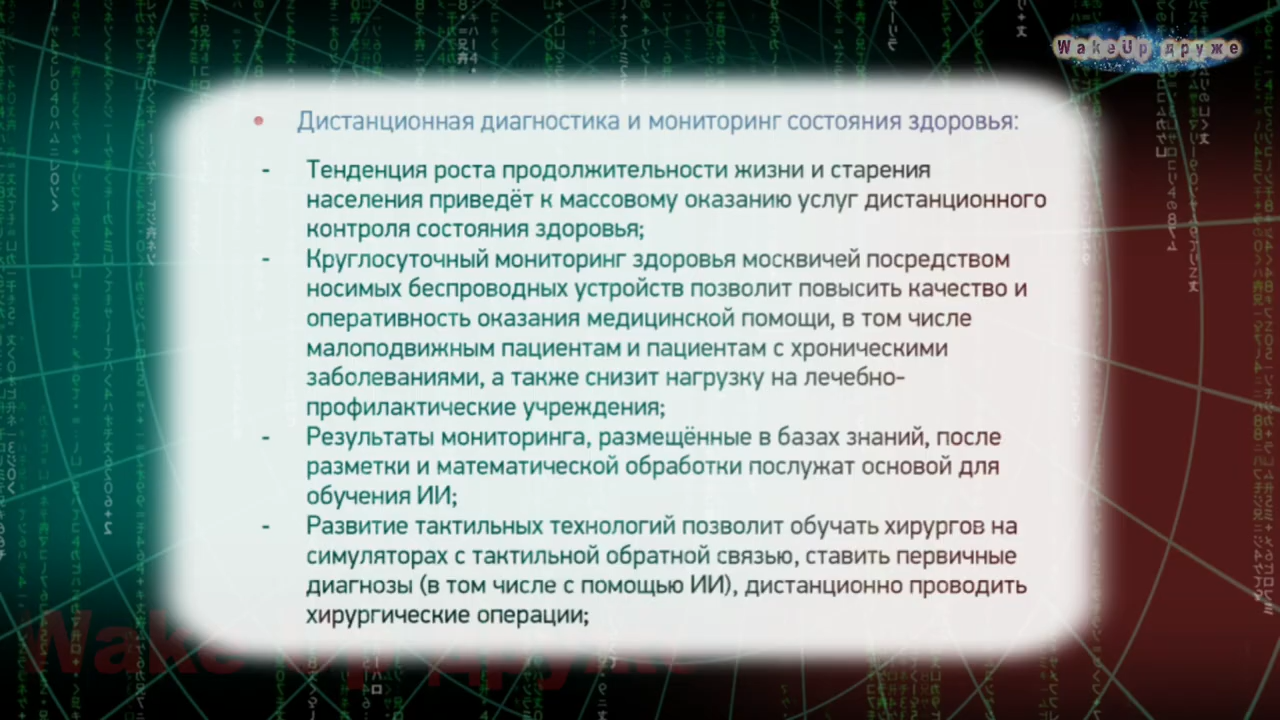 WakeUp друже
• Дистанционная диагностика и мониторинг состояния здоровья:
- Тенденция роста продолжительности жизни и старения
населения приведёт к массовому оказанию услуг дистанционного
контроля состояния здоровья;
- Круглосуточный мониторинг здоровья москвичей посредством
носимых беспроводных устройств позволит повысить качество и
оперативность оказания медицинской помощи, в том числе
малоподвижным пациентам и пациентам с хроническими
заболеваниями, а также снизит нагрузку на лечебно-
профилактические учреждения;
- Результаты мониторинга, размещённые в базах знаний, после
разметки и математической обработки послужат основой для
обучения ИИ;
- Развитие тактильных технологий позволит обучать хирургов на
симуляторах с тактильной обратной связью, ставить первичные
диагнозы (в том числе с помощью ИИ), дистанционно проводить
хирургические операции;
Wake Up друже